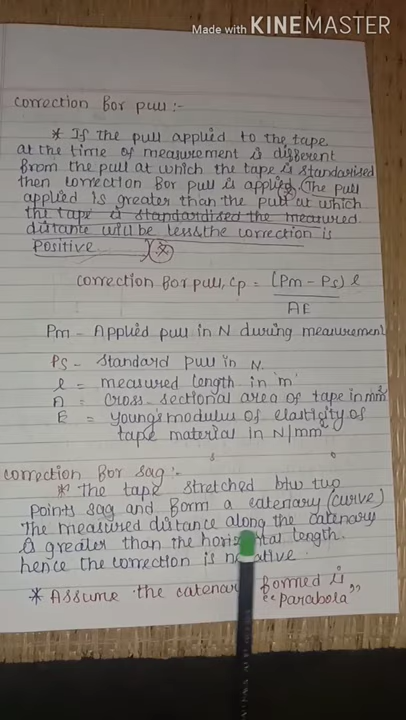 Made with KINEMASTER
correction for pull :-
* If the pull applied to the tape
at the time of measurement is different
from the pull at which the tape is standarised
then correction for pull is applied, The pull
applied is greater than the pull at which
the tape is standardised the measured
distance will be less, the correction is
positive
correction for pull, Cp = (Pm - Ps) l
AE
Pm - Applied pull in N during measurement
Ps - standard pull in N.
l = measured length in 'm'
A = cross-sectional area of tape in mm²
E = Young's modulus of elasticity of
tape material in N/mm²
correction for sag :-
* The tape stretched btw two
points sag and form a catenary (curve)
The measured distance along the catenary
is greater than the horizontal length.
hence the correction is negative.
* Assume the catenary formed is
"parabola"